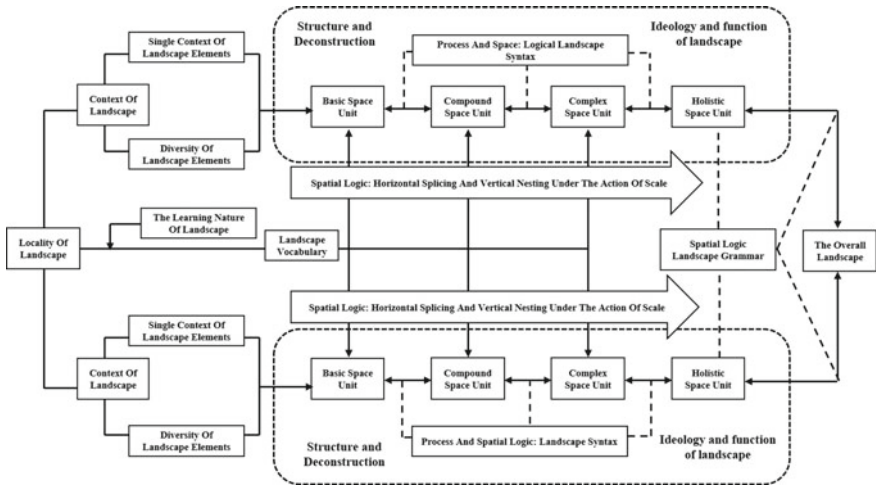 Structure and
Deconstruction
Ideology and function
of landscape
Single Context Of
Landscape Elements
Process And Space: Logical Landscape
Syntax
Context Of
Landscape
Basic Space
Unit
Compound
Space Unit
Complex
Space Unit
Holistic
Space Unit
Diversity Of
Landscape Elements
Spatial Logic: Horizontal Splicing And Vertical Nesting Under The Action Of Scale
The Learning Nature
Of Landscape
Locality Of
Landscape
Landscape
Vocabulary
Spatial Logic
Landscape Grammar
The Overall
Landscape
Spatial Logic: Horizontal Splicing And Vertical Nesting Under The Action Of Scale
Single Context Of
Landscape Elements
Context Of
Landscape
Basic Space
Unit
Compound
Space Unit
Complex
Space Unit
Holistic
Space Unit
Diversity Of
Landscape Elements
Process And Spatial Logic: Landscape Syntax
Structure and
Deconstruction
Ideology and function
of landscape